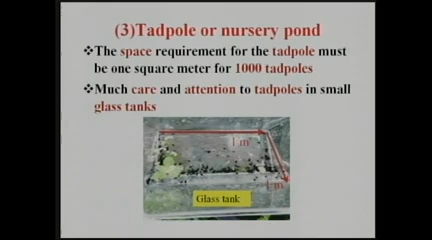 (3)Tadpole or nursery pond
❖The space requirement for the tadpole must
be one square meter for 1000 tadpoles
❖Much care and attention to tadpoles in small
glass tanks
1 m
1 m
Glass tank